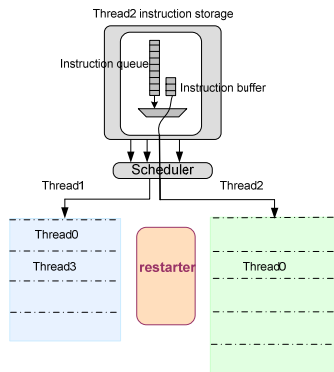 Thread2 instruction storage
Instruction queue
Instruction buffer
Scheduler
Thread1
Thread2
Thread0
Thread3
restarter
Thread0